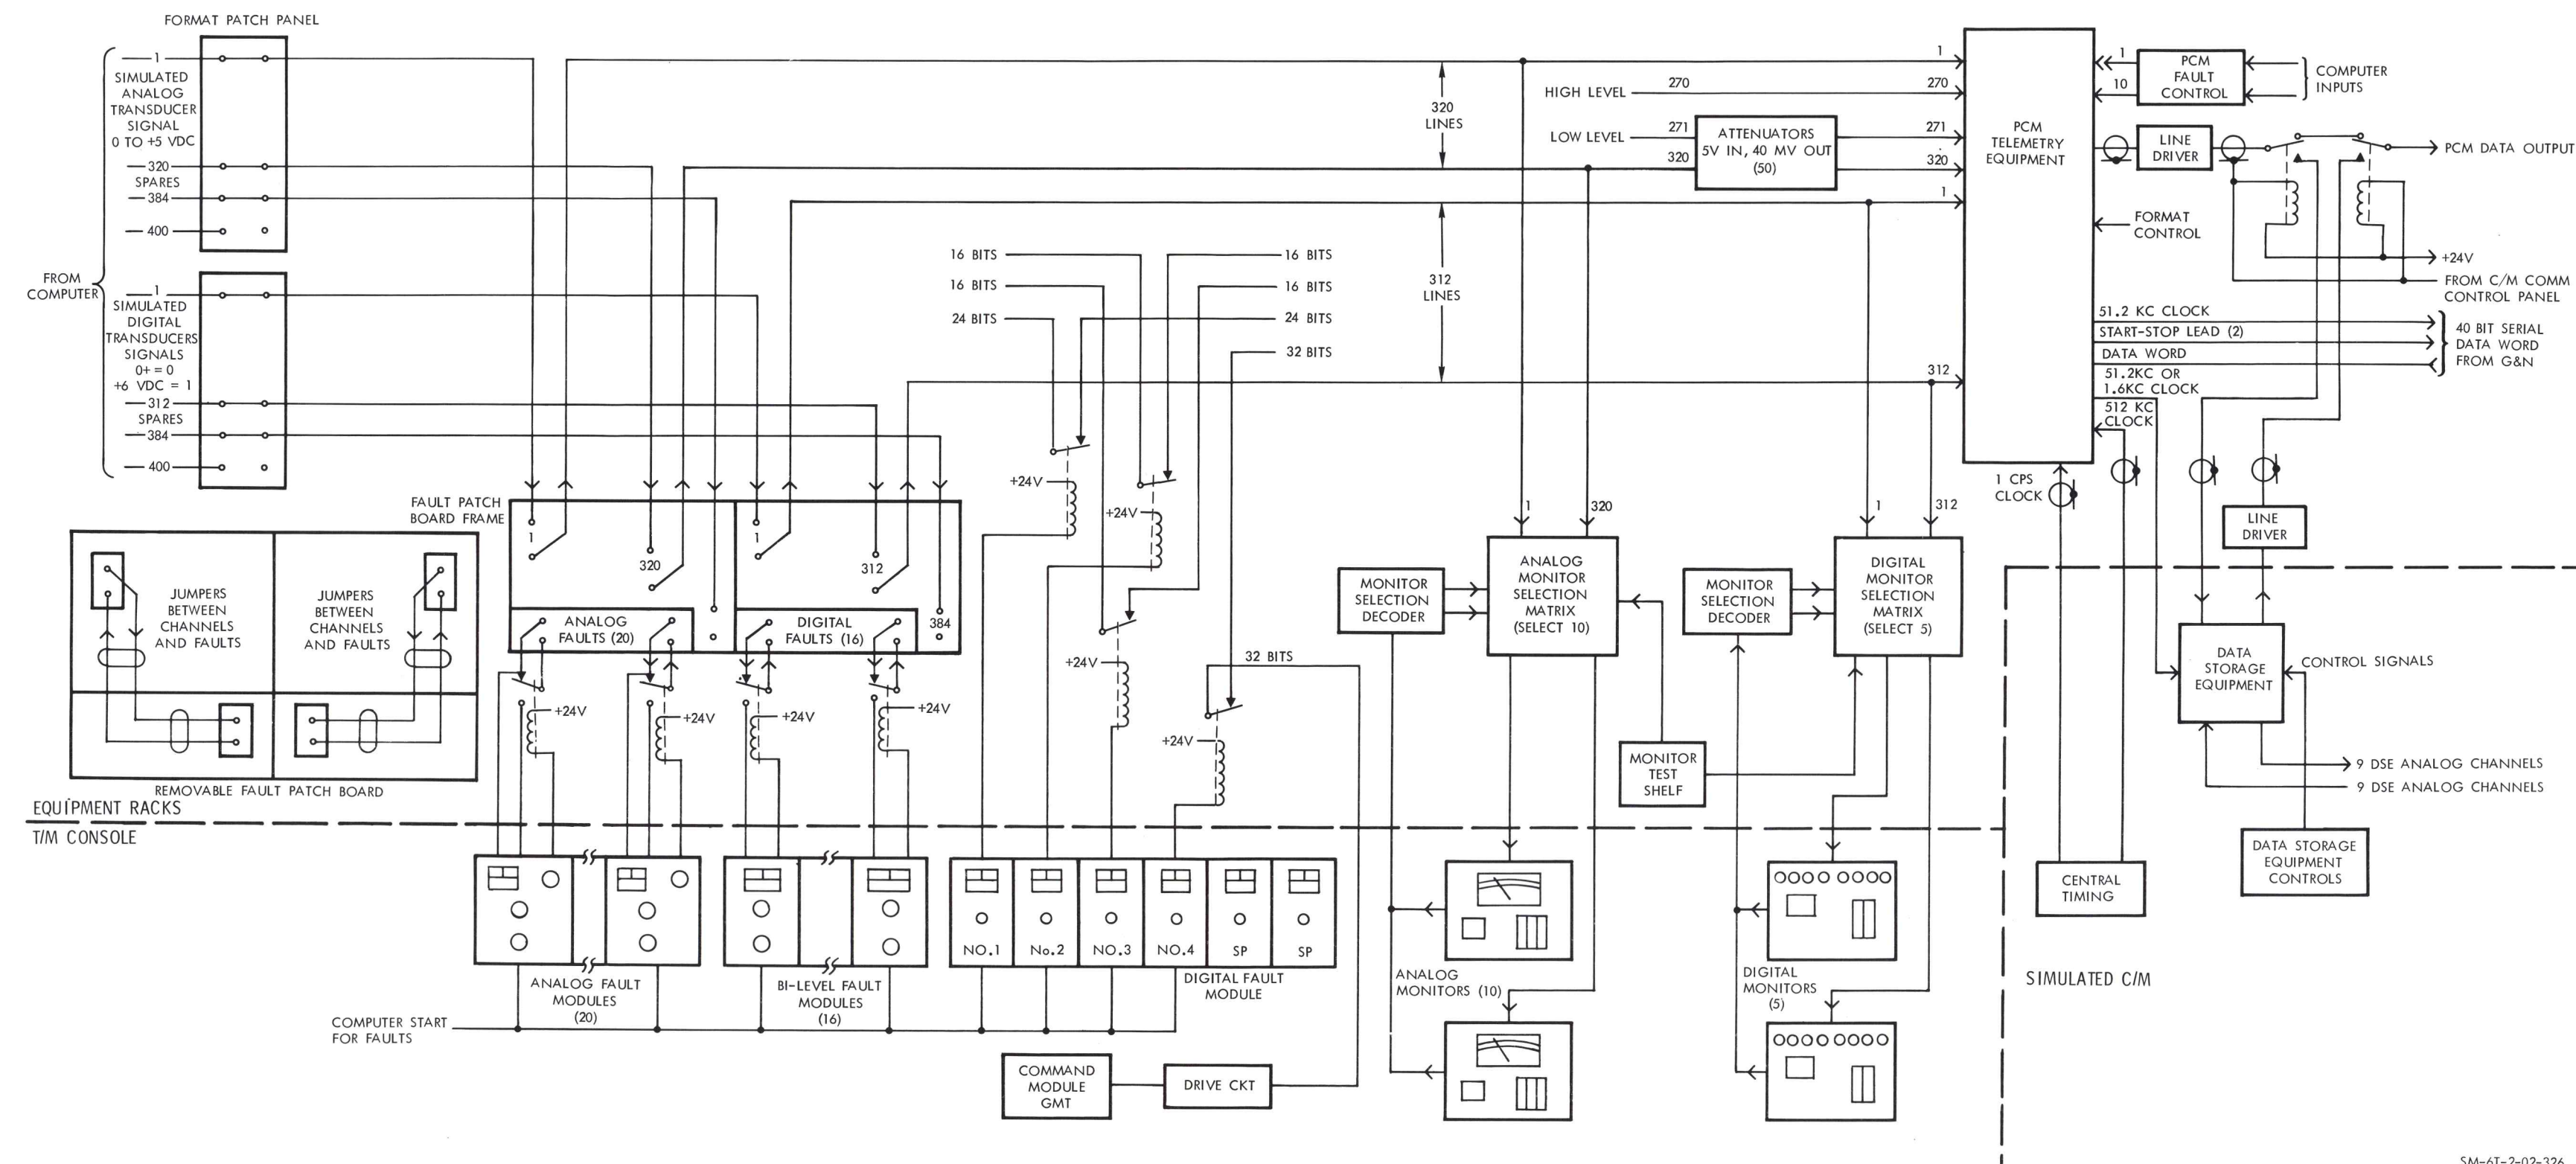 FORMAT PATCH PANEL
FROM
COMPUTER
1
SIMULATED
ANALOG
TRANSDUCER
SIGNAL
0 TO +5 VDC
320
SPARES
384
400
1
SIMULATED
DIGITAL
TRANSDUCERS
SIGNALS
0+ = 0
+6 VDC = 1
312
SPARES
384
400
FAULT PATCH
BOARD FRAME
1
320
1
312
384
ANALOG
FAULTS (20)
DIGITAL
FAULTS (16)
JUMPERS
BETWEEN
CHANNELS
AND FAULTS
JUMPERS
BETWEEN
CHANNELS
AND FAULTS
REMOVABLE FAULT PATCH BOARD
EQUIPMENT RACKS
T/M CONSOLE
+24V
+24V
+24V
+24V
16 BITS
16 BITS
24 BITS
16 BITS
16 BITS
24 BITS
32 BITS
+24V
+24V
+24V
+24V
32 BITS
320
LINES
312
LINES
1
HIGH LEVEL
270
270
LOW LEVEL
271
320
ATTENUATORS
5V IN, 40 MV OUT
(50)
271
320
1
312
PCM
TELEMETRY
EQUIPMENT
1
10
PCM
FAULT
CONTROL
COMPUTER
INPUTS
LINE
DRIVER
PCM DATA OUTPUT
FORMAT
CONTROL
+24V
FROM C/M COMM
CONTROL PANEL
51.2 KC CLOCK
START-STOP LEAD (2)
DATA WORD
40 BIT SERIAL
DATA WORD
FROM G&N
51.2KC OR
1.6KC CLOCK
512 KC
CLOCK
1 CPS
CLOCK
LINE
DRIVER
1
320
1
312
MONITOR
SELECTION
DECODER
ANALOG
MONITOR
SELECTION
MATRIX
(SELECT 10)
MONITOR
SELECTION
DECODER
DIGITAL
MONITOR
SELECTION
MATRIX
(SELECT 5)
MONITOR
TEST
SHELF
DATA
STORAGE
EQUIPMENT
CONTROL SIGNALS
9 DSE ANALOG CHANNELS
9 DSE ANALOG CHANNELS
DATA STORAGE
EQUIPMENT
CONTROLS
CENTRAL
TIMING
SIMULATED C/M
NO.1
No.2
NO.3
NO.4
SP
SP
ANALOG FAULT
MODULES
(20)
BI-LEVEL FAULT
MODULES
(16)
DIGITAL FAULT
MODULE
COMPUTER START
FOR FAULTS
ANALOG
MONITORS (10)
DIGITAL
MONITORS
(5)
COMMAND
MODULE
GMT
DRIVE CKT
SM-6T-2-02-326